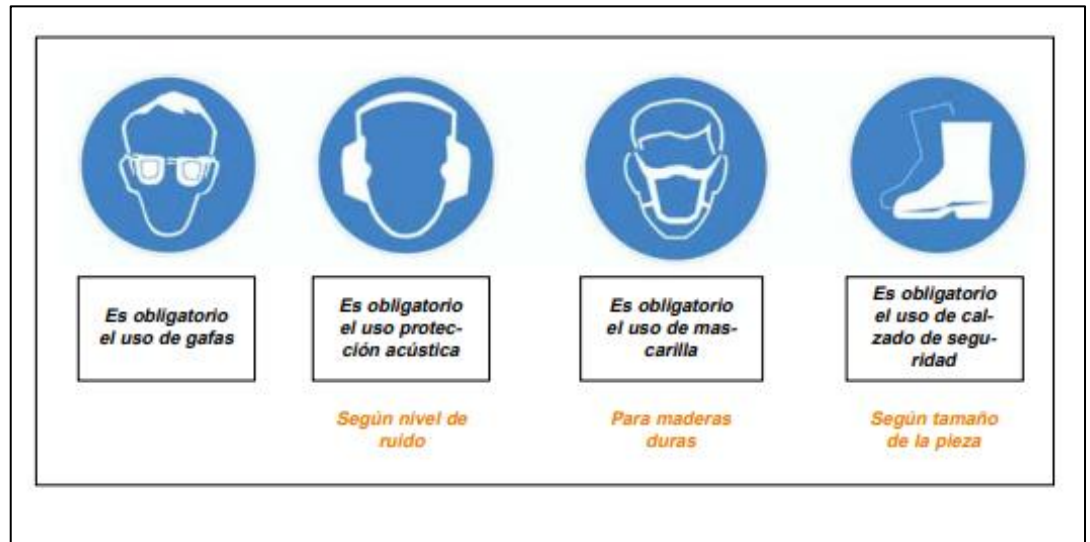 Es obligatorio
el uso de gafas
Es obligatorio
el uso protec-
ción acústica
Es obligatorio
el uso de mas-
carilla
Es obligatorio
el uso de cal-
zado de segu-
ridad
Según nivel de
ruido
Para maderas
duras
Según tamaño
de la pieza